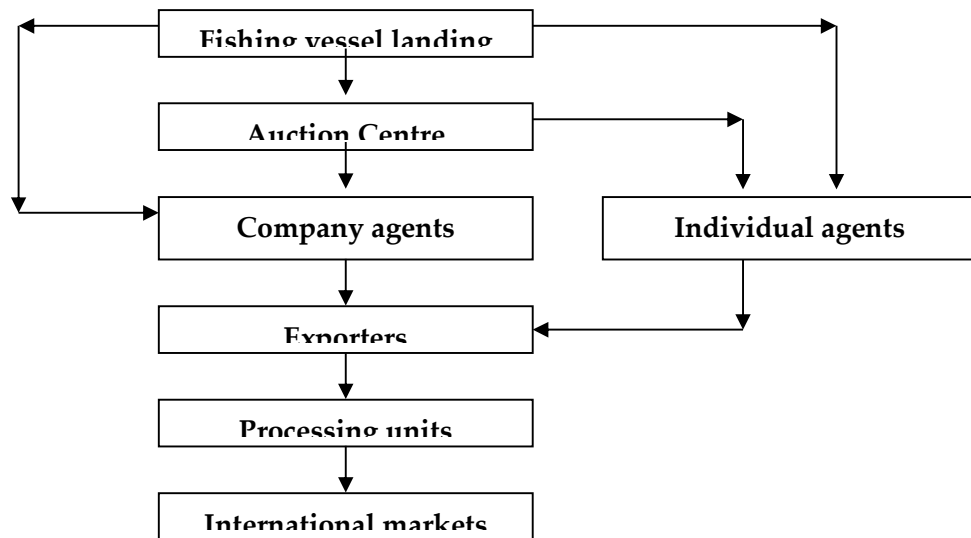 Fishing vessel landing
Auction Centre
Company agents
Individual agents
Exporters
Processing units
International markets